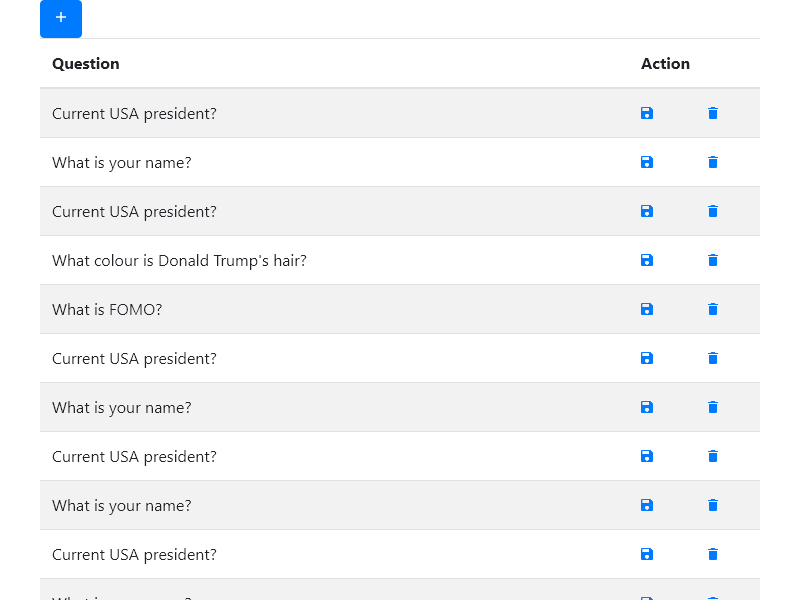 +
Question Action
Current USA president?
What is your name?
Current USA president?
What colour is Donald Trump's hair?
What is FOMO?
Current USA president?
What is your name?
Current USA president?
What is your name?
Current USA president?